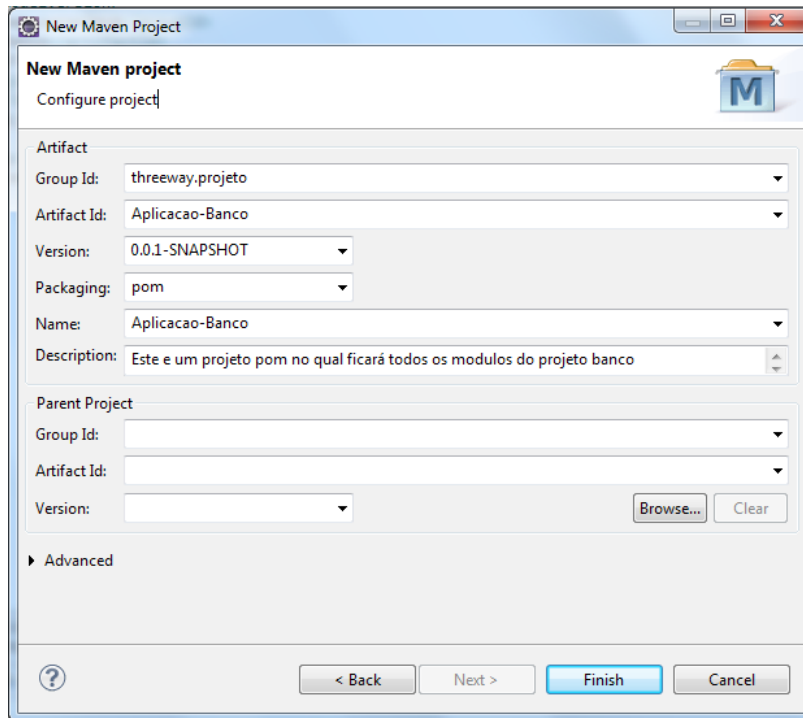 New Maven Project
New Maven project
Configure project
M
Artifact
Group Id: threeway.projeto
Artifact Id: Aplicacao-Banco
Version: 0.0.1-SNAPSHOT
Packaging: pom
Name: Aplicacao-Banco
Description: Este e um projeto pom no qual ficará todos os modulos do projeto banco
Parent Project
Group Id:
Artifact Id:
Version: Browse... Clear
Advanced
? < Back Next > Finish Cancel